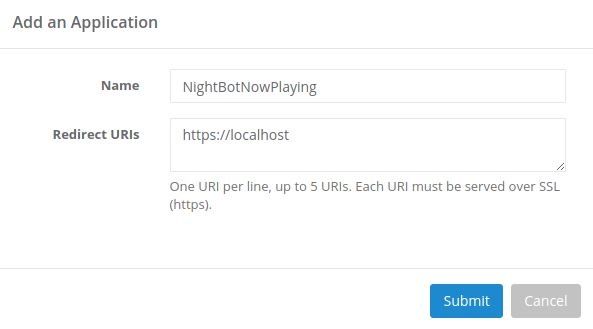 Add an Application
Name
NightBotNowPlaying
Redirect URIs
https://localhost
One URI per line, up to 5 URIs. Each URI must be served over SSL
(https).
Submit
Cancel